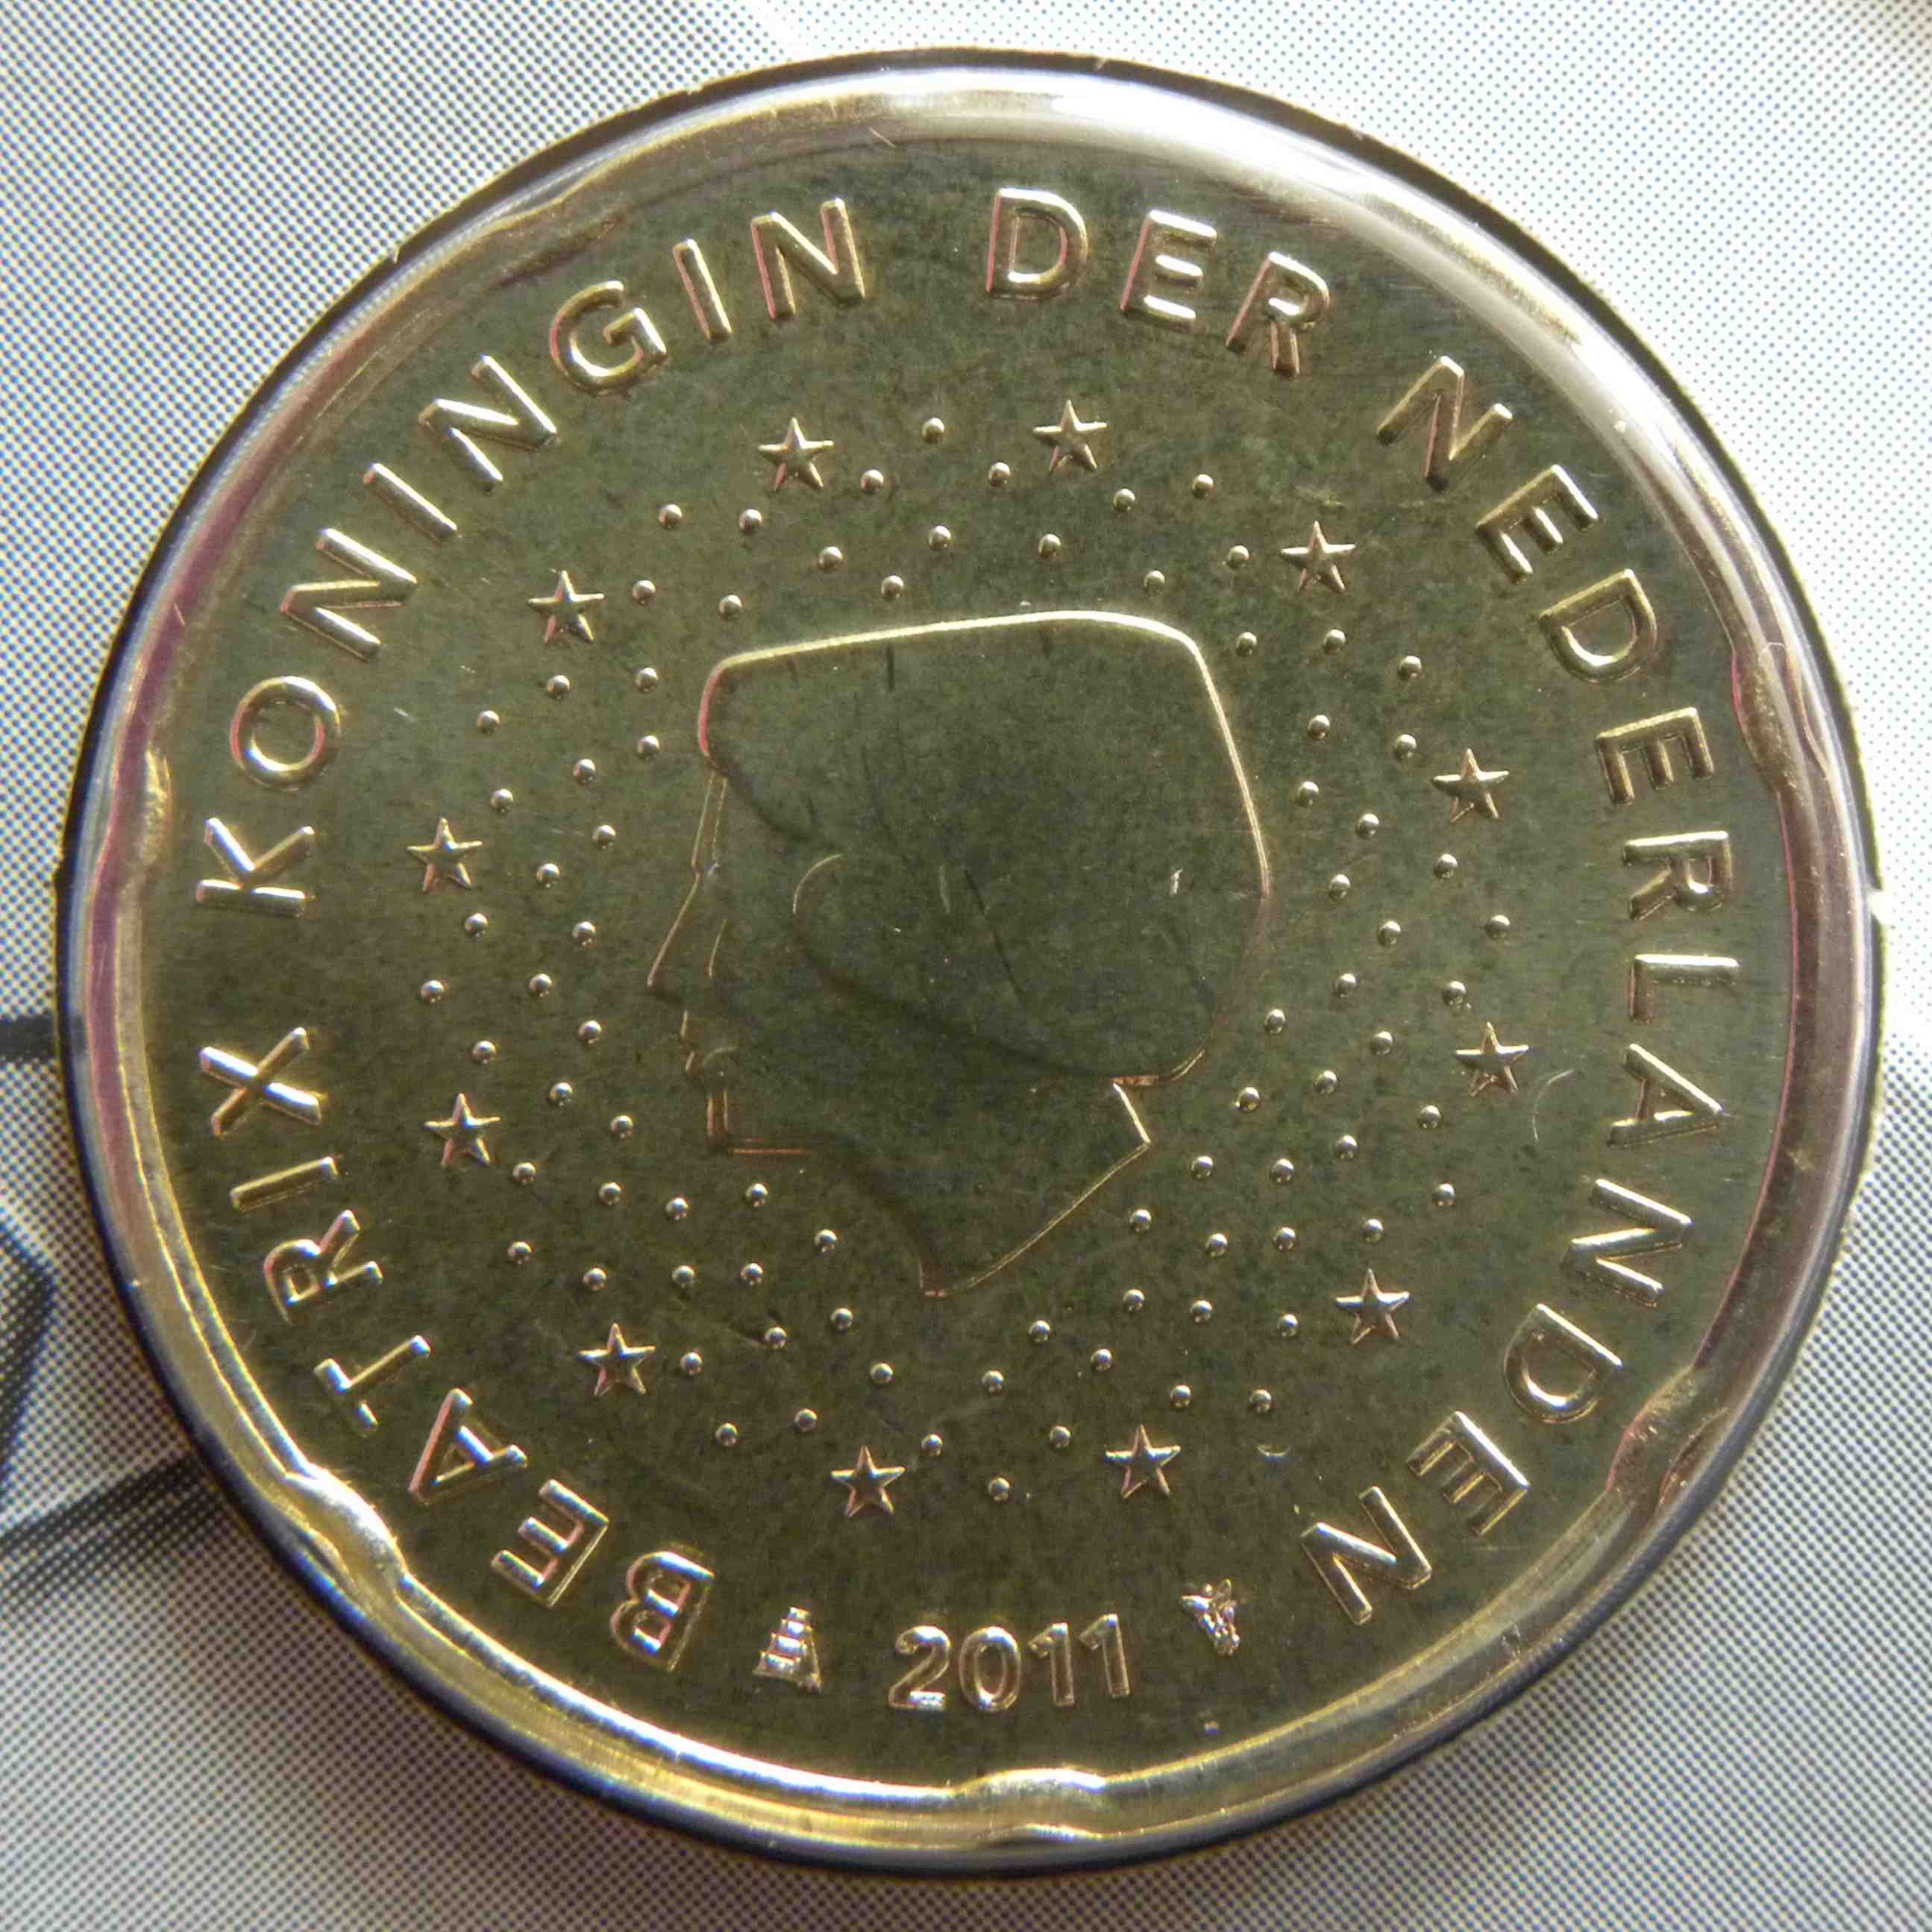 BEATRIX KONINGIN DER NEDERLANDEN
2011